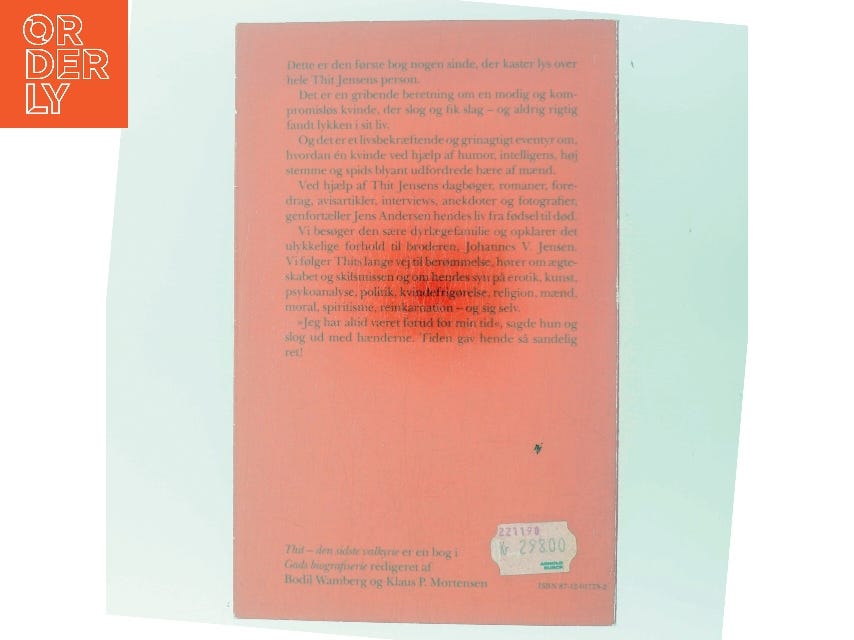 OR
DER
LY
Dette er den første bog nogen sinde, der kaster lys over
hele Thit Jensens person.
Det er en gribende beretning om en modig og kom-
promisløs kvinde, der slog og fik slag – og aldrig rigtig
fandt lykken i sit liv.
Og det er et livsbekræftende og grinagtigt eventyr om,
hvordan én kvinde ved hjælp af humor, intelligens, høj
stemme og spids blyant udfordrede hære af mænd.
Ved hjælp af Thit Jensens dagbøger, romaner, fore-
drag, avisartikler, interviews, anekdoter og fotografier,
genfortæller Jens Andersen hendes liv fra fødsel til død.
Vi besøger den sære dyrlægefamilie og opklarer det
ulykkelige forhold til broderen, Johannes V. Jensen.
Vi følger Thits lange vej til berømmelse, hører om ægte-
skabet og skilsmissen og om hendes syn på erotik, kunst,
psykoanalyse, politik, kvindefrigørelse, religion, mænd,
moral, spiritisme, reinkarnation – og sig selv.
»Jeg har altid været forud for min tid«, sagde hun og
slog ud med hænderne. Tiden gav hende så sandelig
ret!
221190
Kr 298.00
ARNOLD
BUSCK
Thit – den sidste valkyrie er en bog i
Gads biografiserie redigeret af
Bodil Wamberg og Klaus P. Mortensen